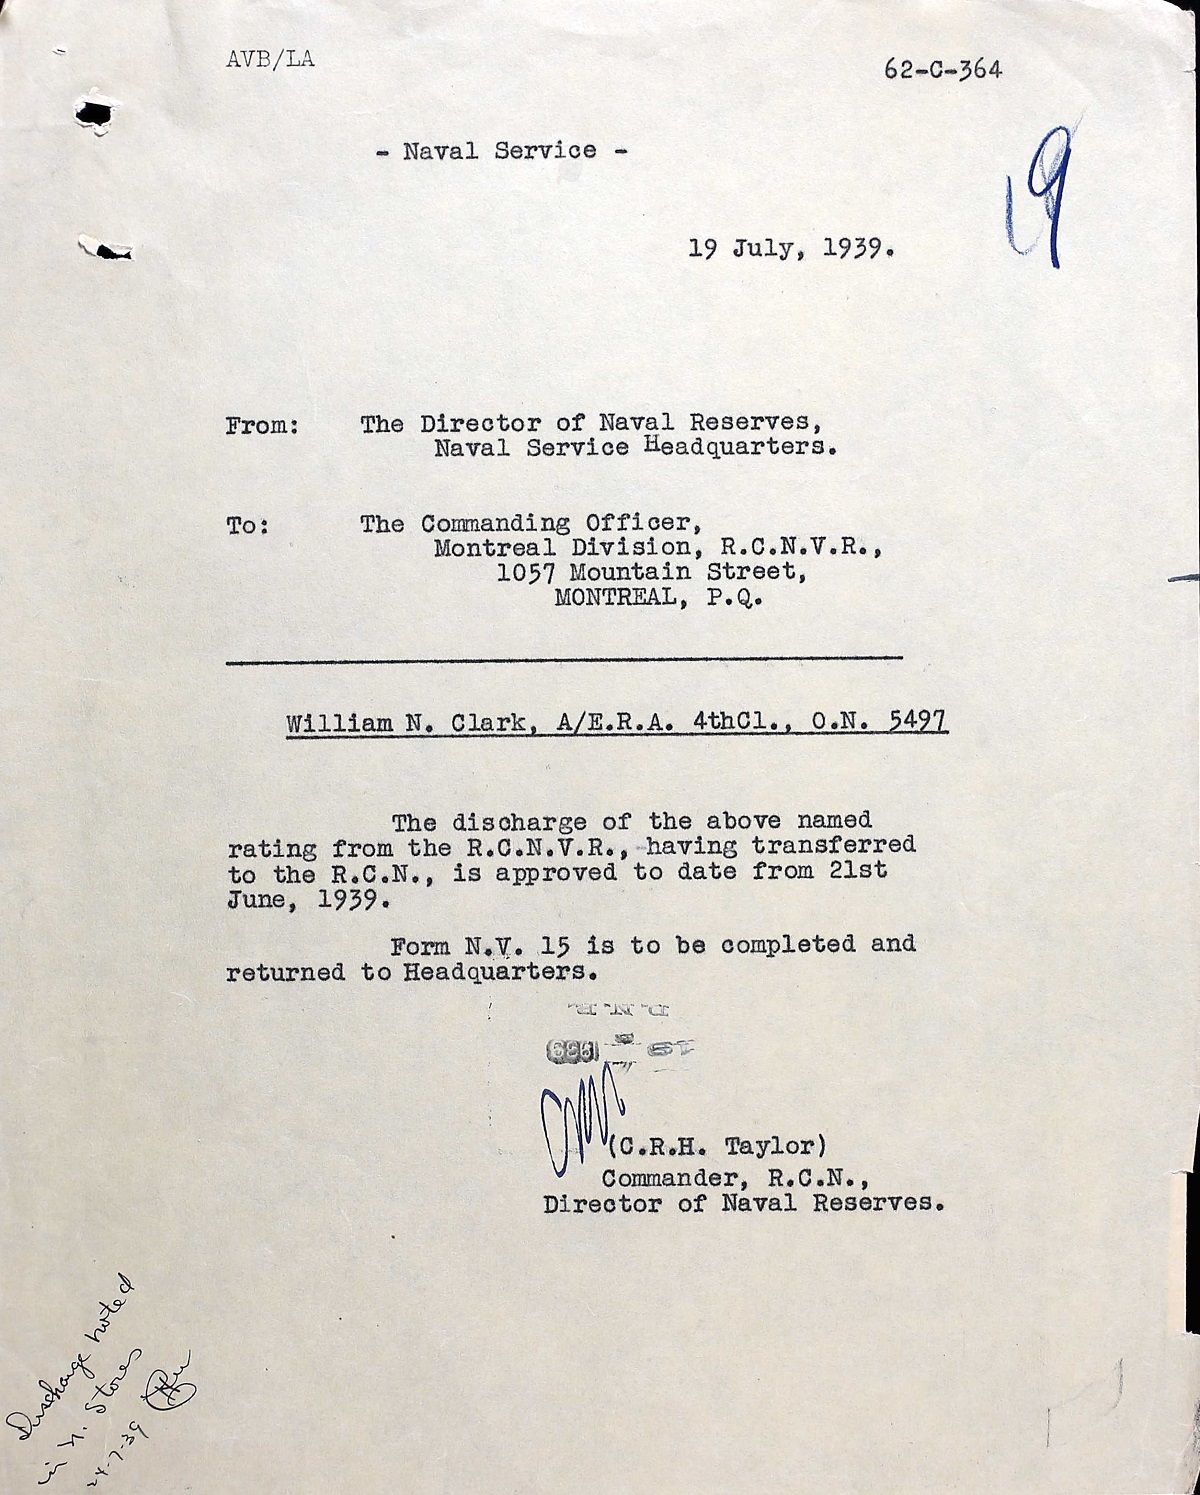 AVB/LA
62-C-364
- Naval Service -
19
19 July, 1939.
From: The Director of Naval Reserves,
Naval Service Headquarters.
To: The Commanding Officer,
Montreal Division, R.C.N.V.R.,
1057 Mountain Street,
MONTREAL, P.Q.
William N. Clark, A/E.R.A. 4thCl., O.N. 5497
The discharge of the above named
rating from the R.C.N.V.R., having transferred
to the R.C.N., is approved to date from 21st
June, 1939.
Form N.V. 15 is to be completed and
returned to Headquarters.
D.N.R.
(C.R.H. Taylor)
Commander, R.C.N.,
Director of Naval Reserves.
Discharge noted
in N. Stores
24-7-39